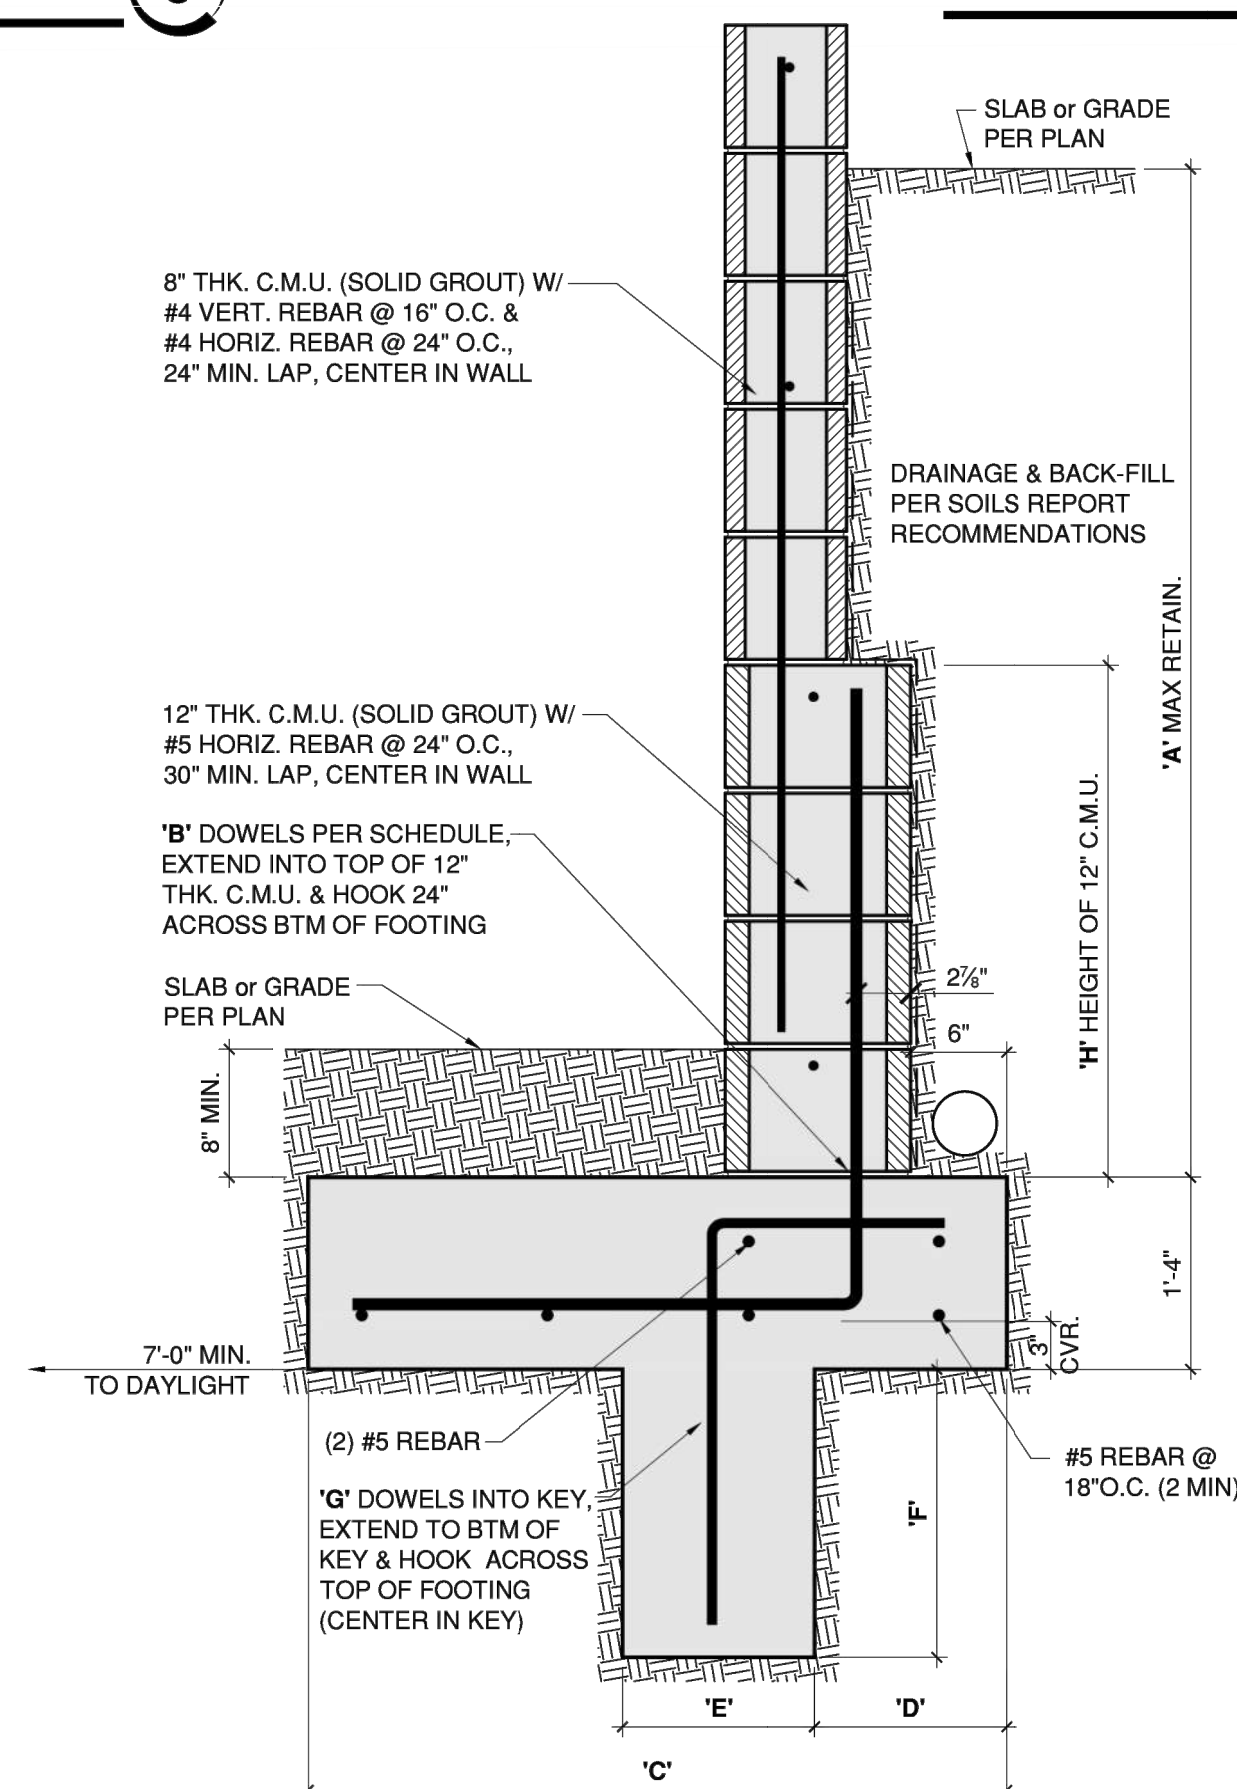 SLAB or GRADE
PER PLAN
8" THK. C.M.U. (SOLID GROUT) W/
#4 VERT. REBAR @ 16" O.C. &
#4 HORIZ. REBAR @ 24" O.C.,
24" MIN. LAP, CENTER IN WALL
DRAINAGE & BACK-FILL
PER SOILS REPORT
RECOMMENDATIONS
'A' MAX RETAIN.
12" THK. C.M.U. (SOLID GROUT) W/
#5 HORIZ. REBAR @ 24" O.C.,
30" MIN. LAP, CENTER IN WALL
'B' DOWELS PER SCHEDULE,
EXTEND INTO TOP OF 12"
THK. C.M.U. & HOOK 24"
ACROSS BTM OF FOOTING
'H' HEIGHT OF 12" C.M.U.
SLAB or GRADE
PER PLAN
2⅞"
6"
8" MIN.
1'-4"
3"
CVR.
7'-0" MIN.
TO DAYLIGHT
(2) #5 REBAR
#5 REBAR @
18"O.C. (2 MIN)
'G' DOWELS INTO KEY,
EXTEND TO BTM OF
KEY & HOOK ACROSS
TOP OF FOOTING
(CENTER IN KEY)
'F'
'E'
'D'
'C'